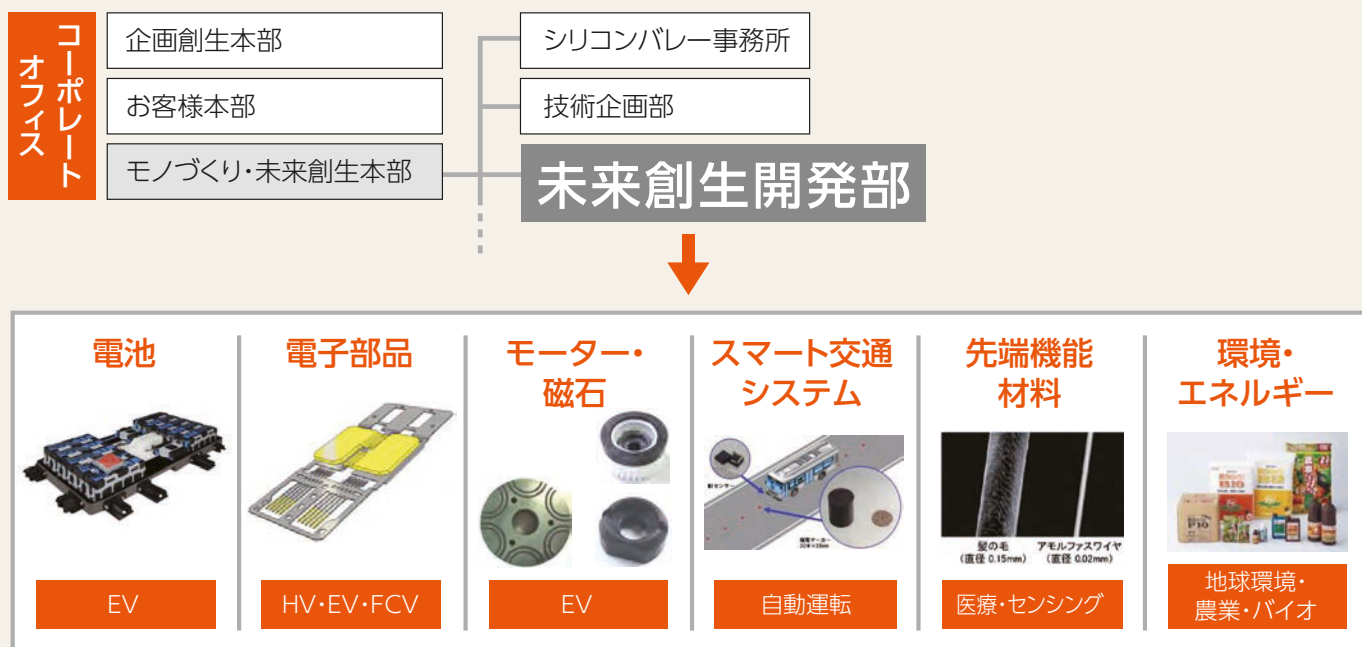 コーポレート
オフィス
企画創生本部
お客様本部
モノづくり・未来創生本部
シリコンバレー事務所
技術企画部
未来創生開発部
電池
EV
電子部品
HV・EV・FCV
モーター・
磁石
EV
スマート交通
システム
自動運転
先端機能
材料
髪の毛
(直径 0.15mm)
アモルファスワイヤ
(直径 0.02mm)
医療・センシング
環境・
エネルギー
地球環境・
農業・バイオ